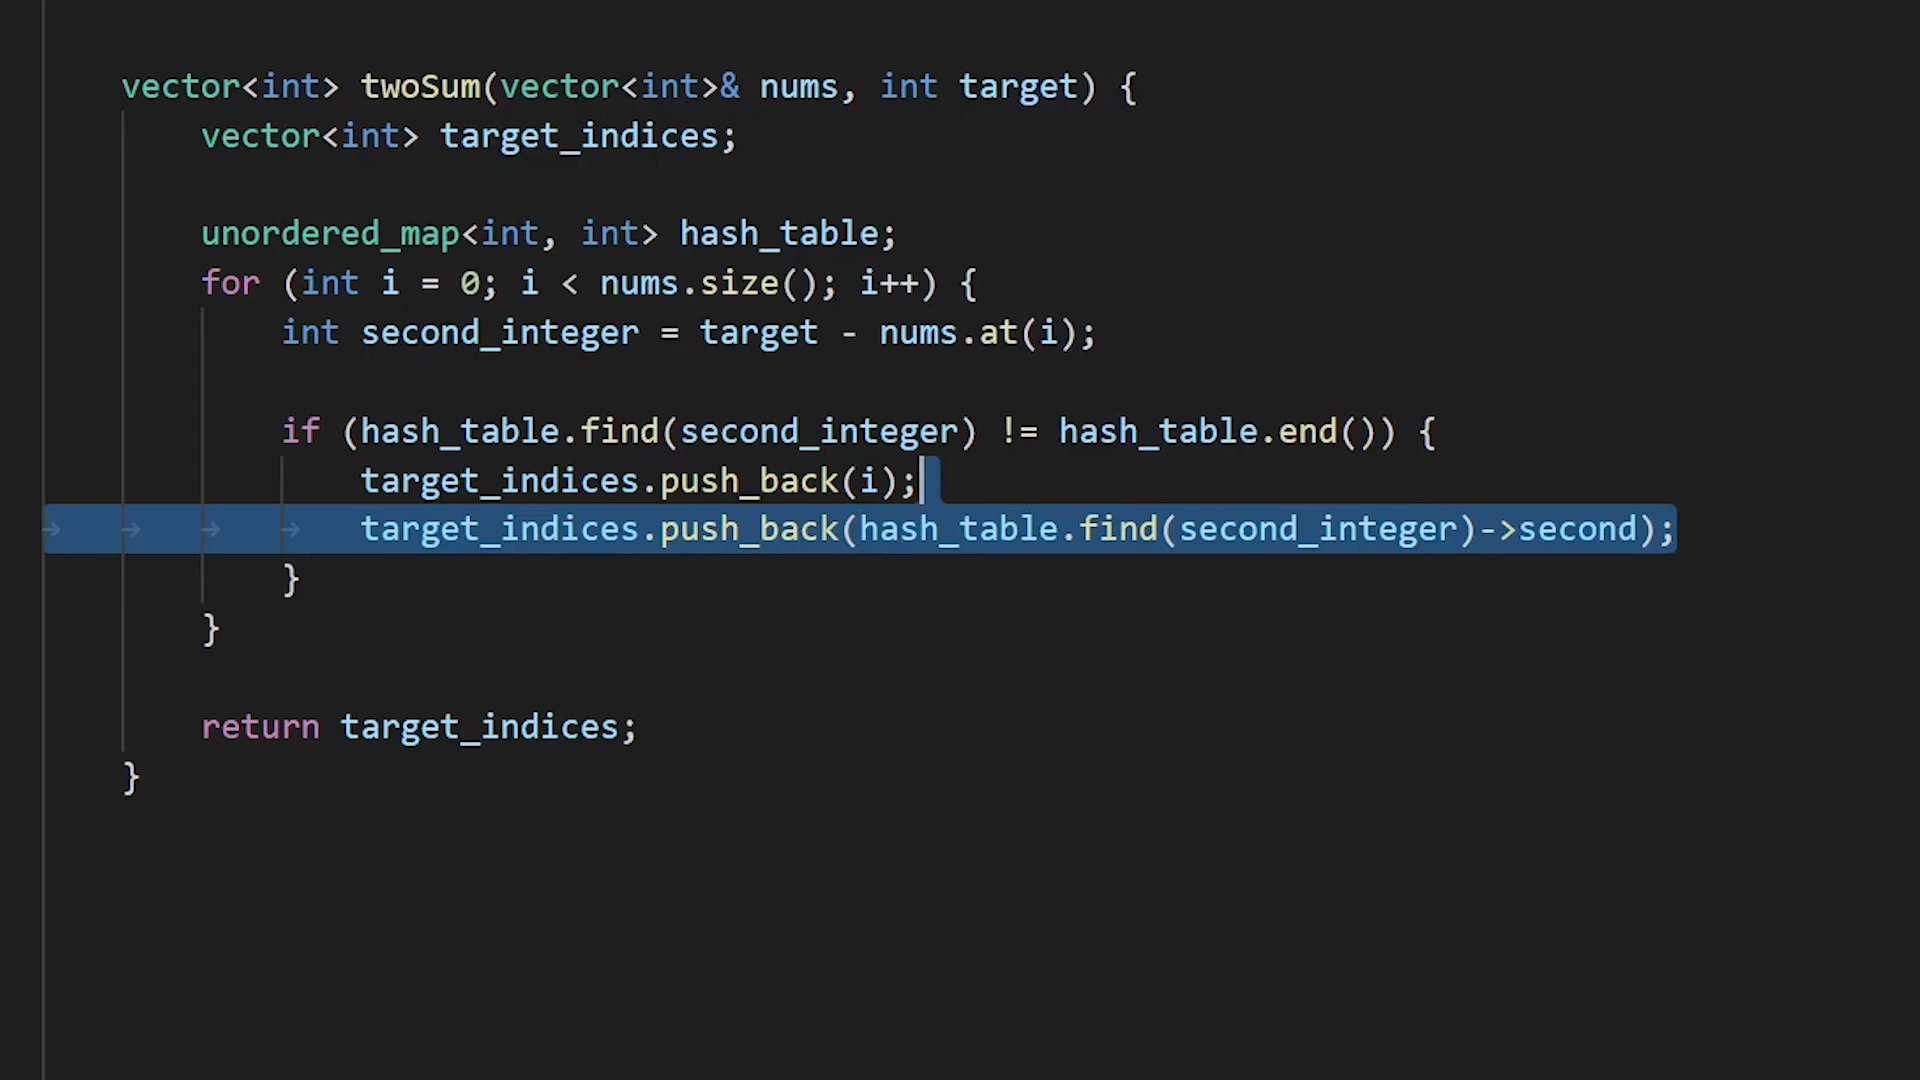 vector<int> twoSum(vector<int>& nums, int target) {
    vector<int> target_indices;
    unordered_map<int, int> hash_table;
    for (int i = 0; i < nums.size(); i++) {
        int second_integer = target - nums.at(i);
        if (hash_table.find(second_integer) != hash_table.end()) {
            target_indices.push_back(i);
            target_indices.push_back(hash_table.find(second_integer)->second);
        }
    }
    return target_indices;
}